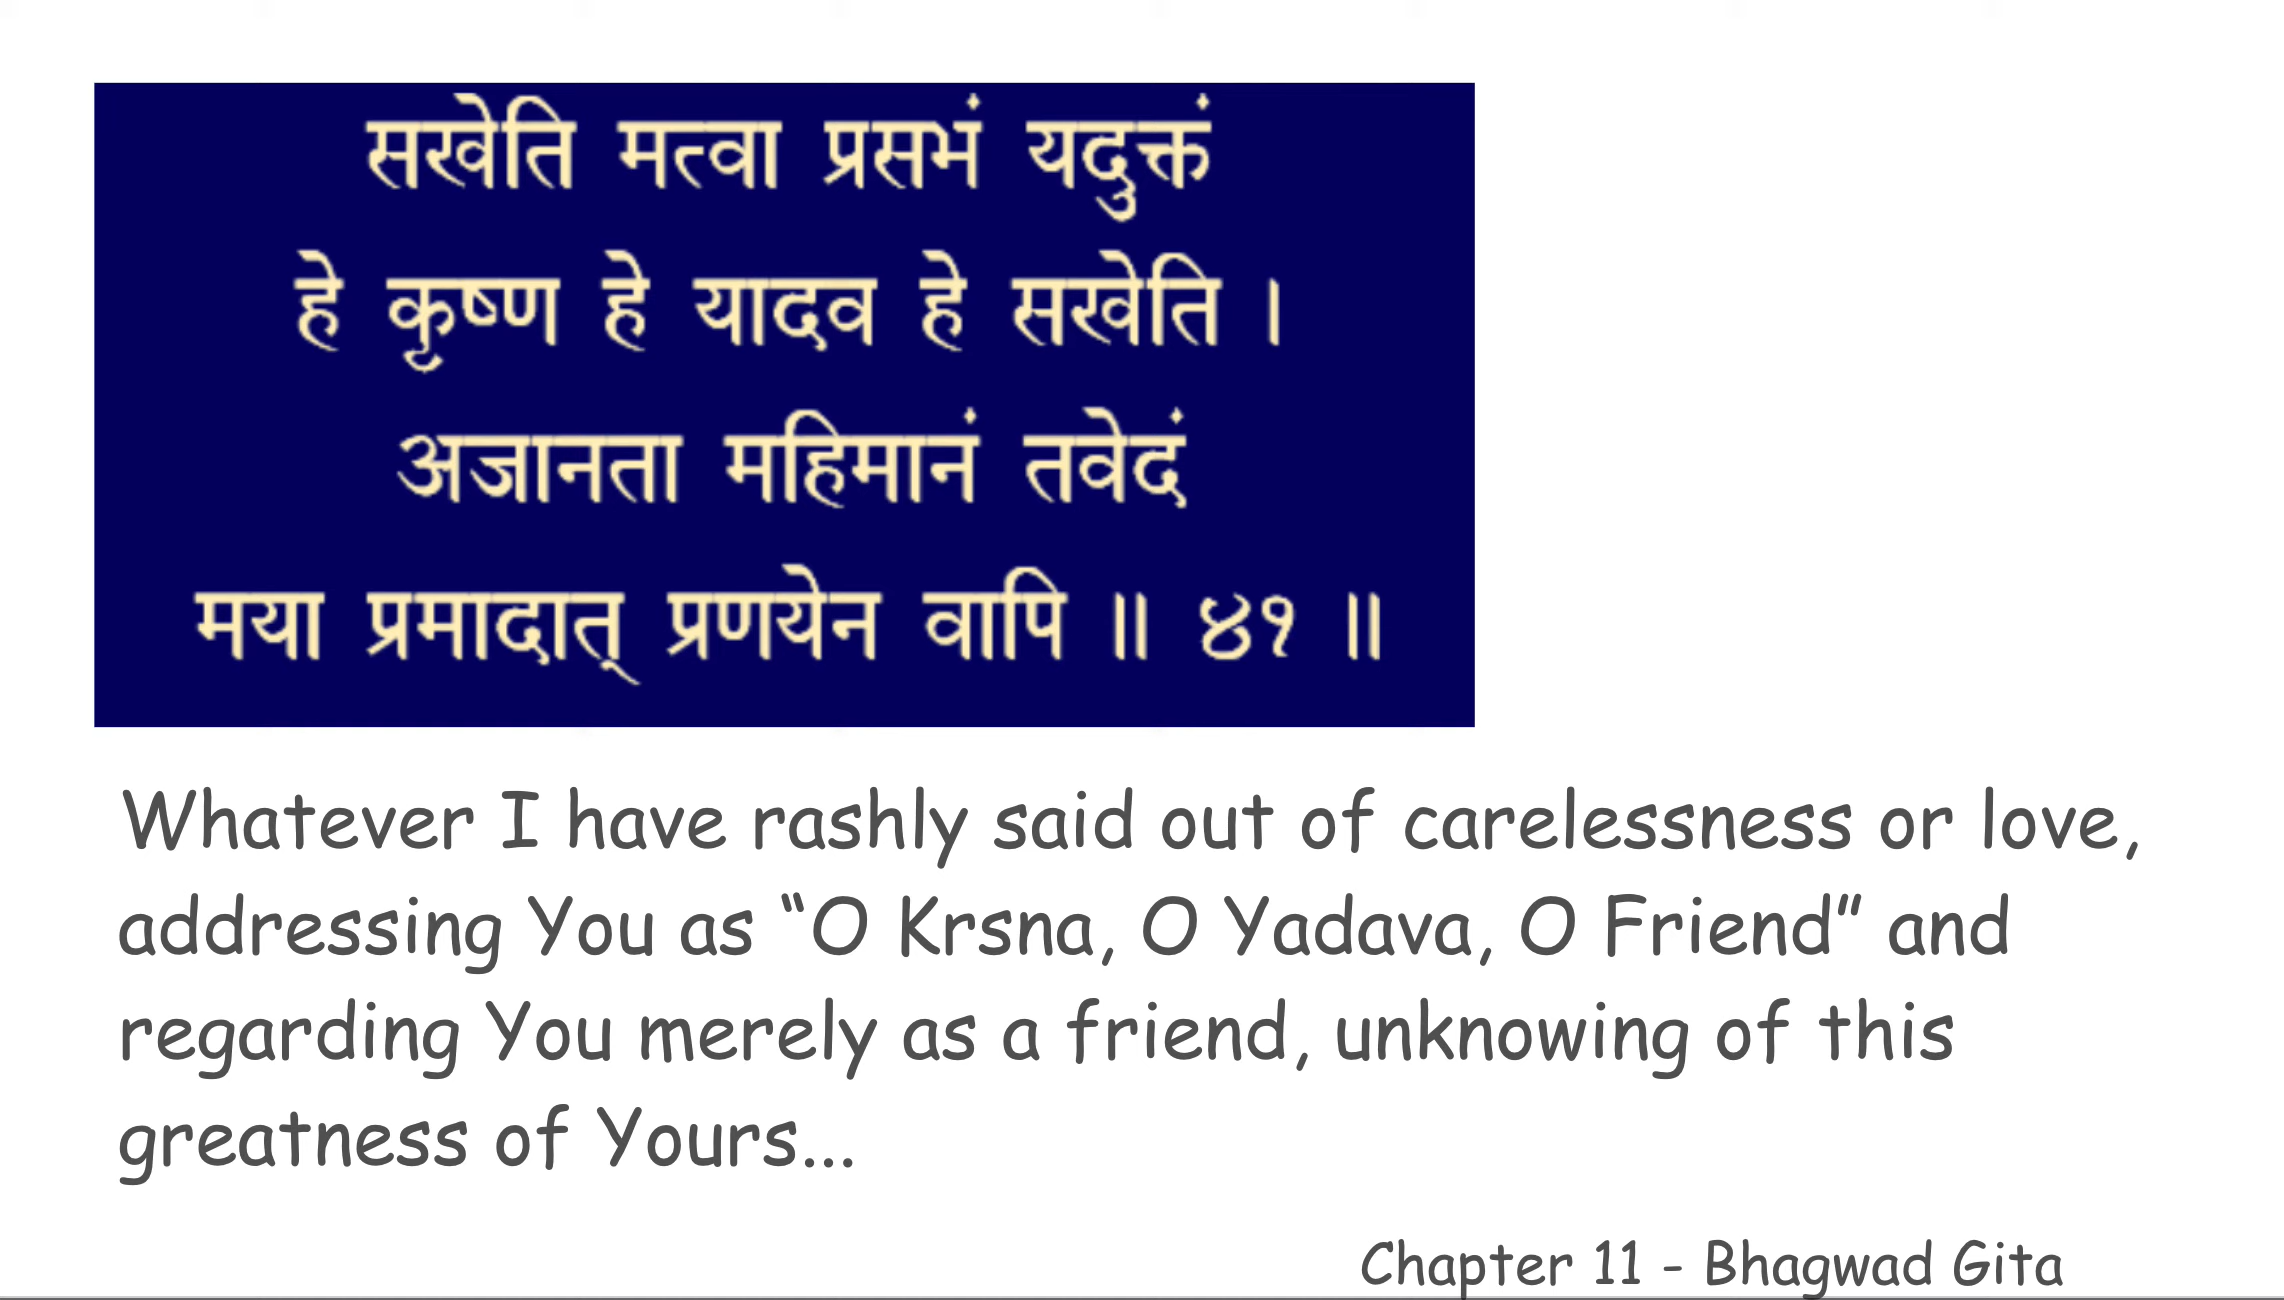 सखेति मत्वा प्रसभं यदुक्तं
हे कृष्ण हे यादव हे सखेति ।
अजानता महिमानं तवेदं
मया प्रमादात् प्रणयेन वापि ॥ ४१ ॥
Whatever I have rashly said out of carelessness or love,
addressing You as “O Krsna, O Yadava, O Friend” and
regarding You merely as a friend, unknowing of this
greatness of Yours...
Chapter 11 - Bhagwad Gita